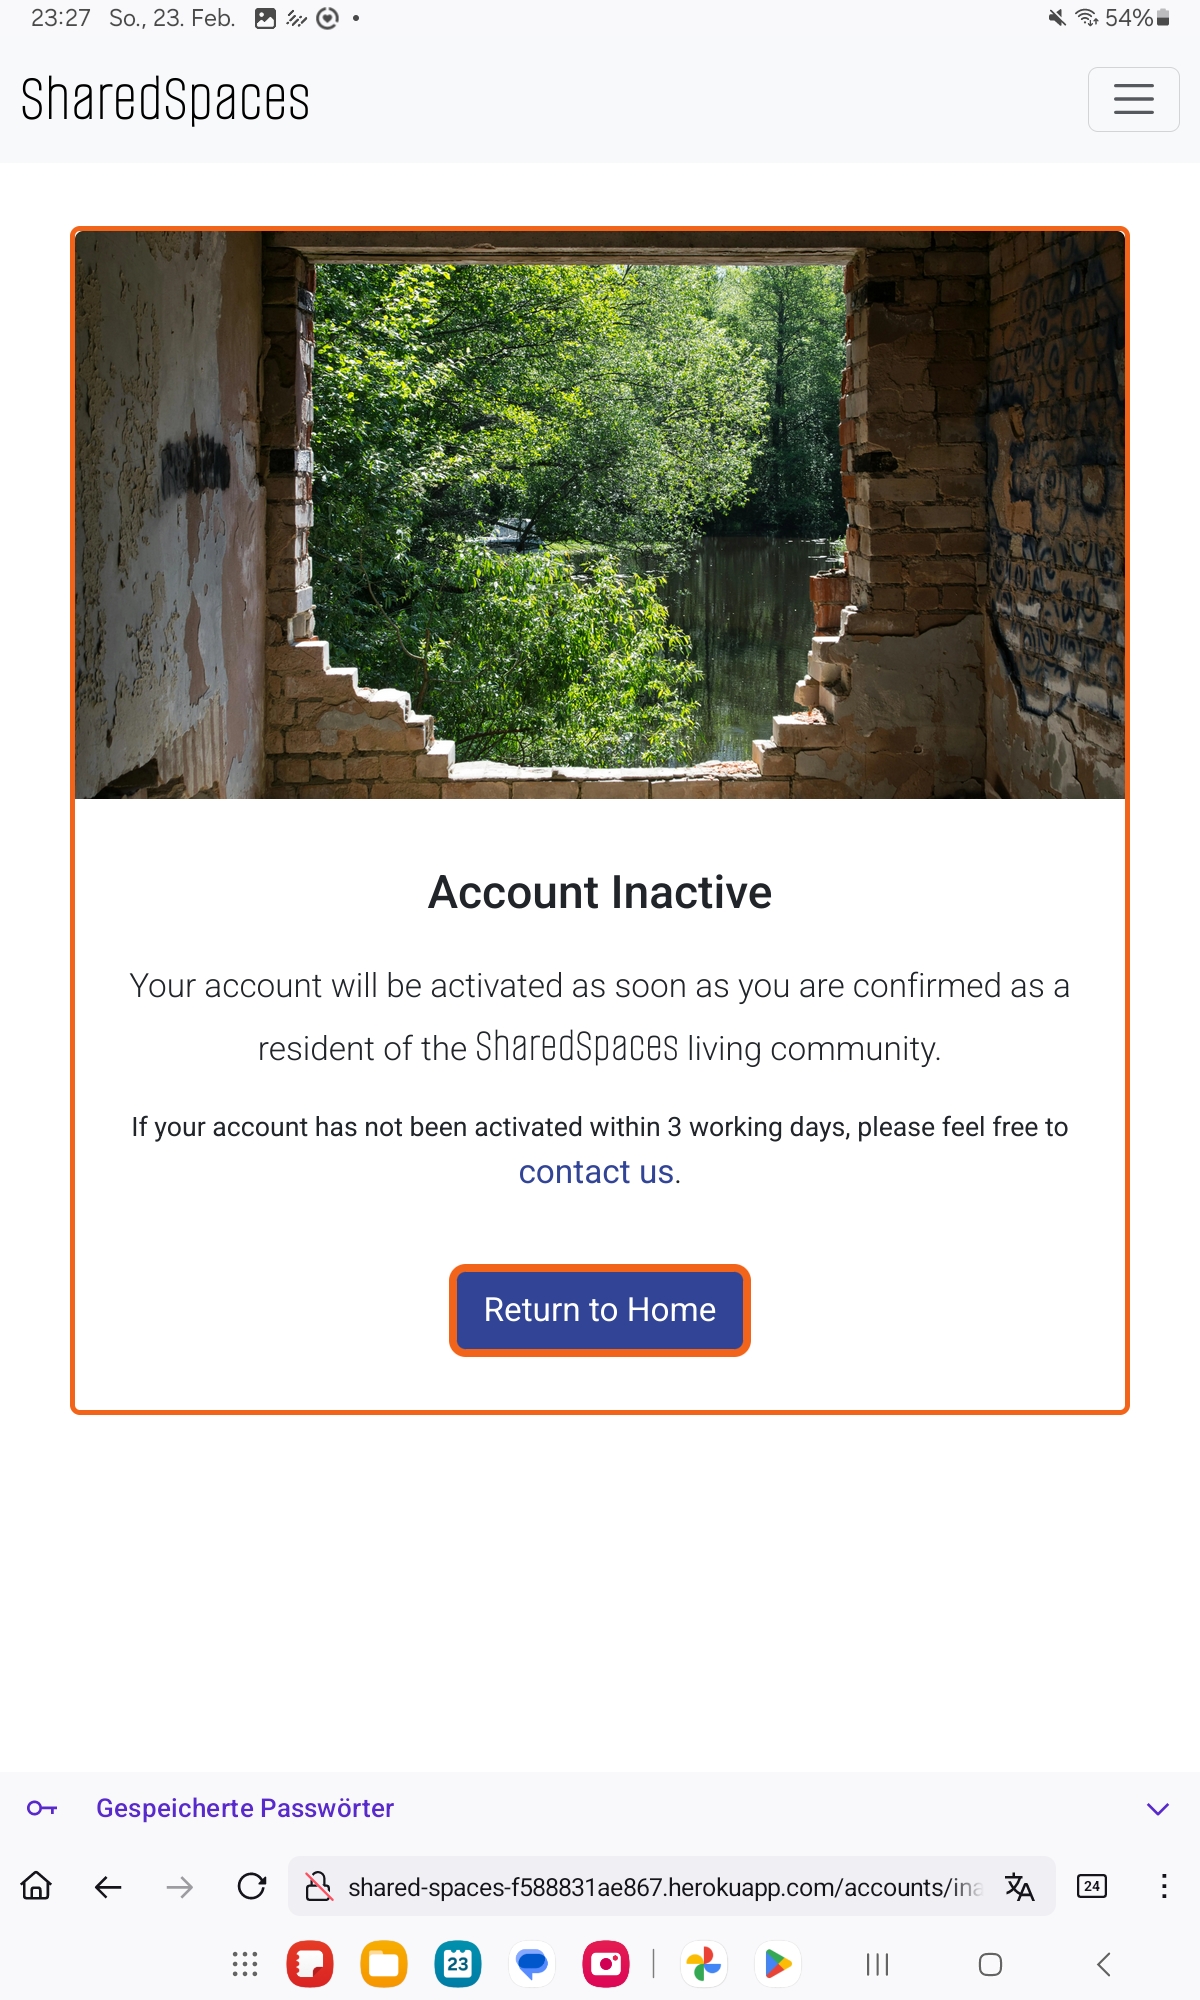 23:27 So., 23. Feb. 54%
SharedSpaces
Account Inactive
Your account will be activated as soon as you are confirmed as a
resident of the SharedSpaces living community.
If your account has not been activated within 3 working days, please feel free to
contact us.
Return to Home
Gespeicherte Passwörter
shared-spaces-f588831ae867.herokuapp.com/accounts/ina
24
23